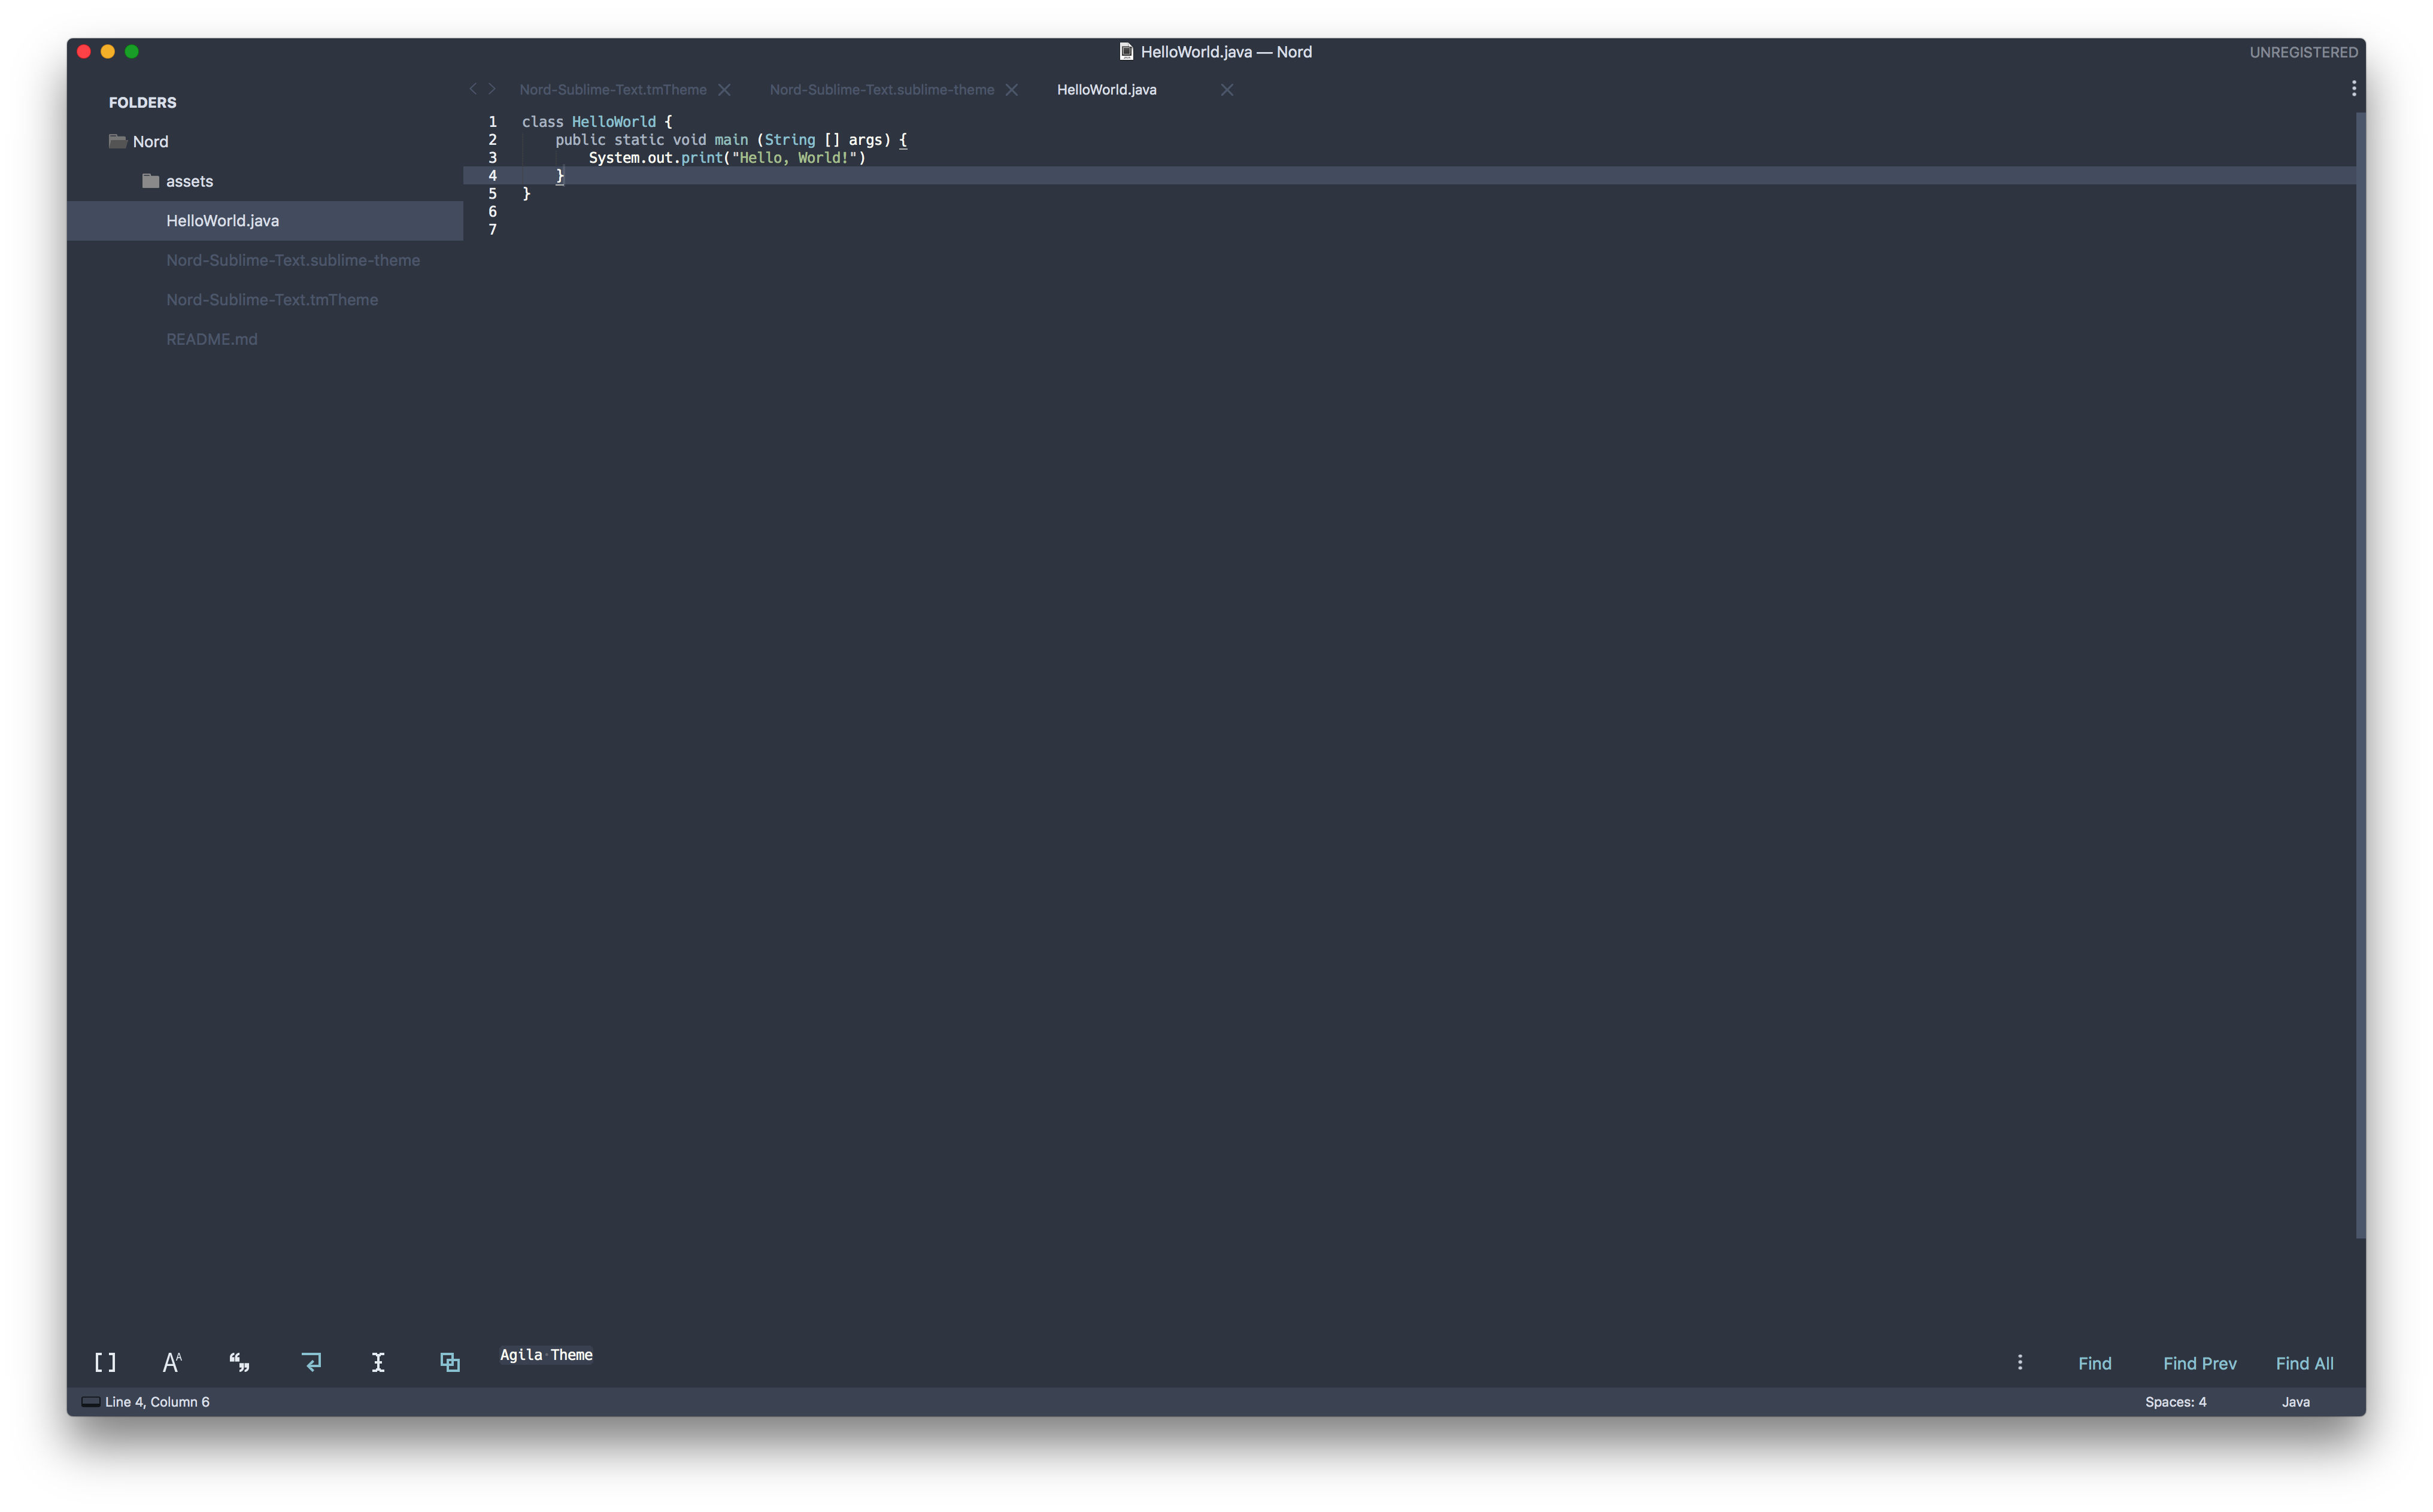 HelloWorld.java — Nord
UNREGISTERED
FOLDERS
Nord
assets
HelloWorld.java
Nord-Sublime-Text.sublime-theme
Nord-Sublime-Text.tmTheme
README.md
Nord-Sublime-Text.tmTheme
Nord-Sublime-Text.sublime-theme
HelloWorld.java
1 class HelloWorld {
2     public static void main (String [] args) {
3         System.out.print("Hello, World!")
4     }
5 }
6
7
Agila Theme
Find
Find Prev
Find All
Line 4, Column 6
Spaces: 4
Java